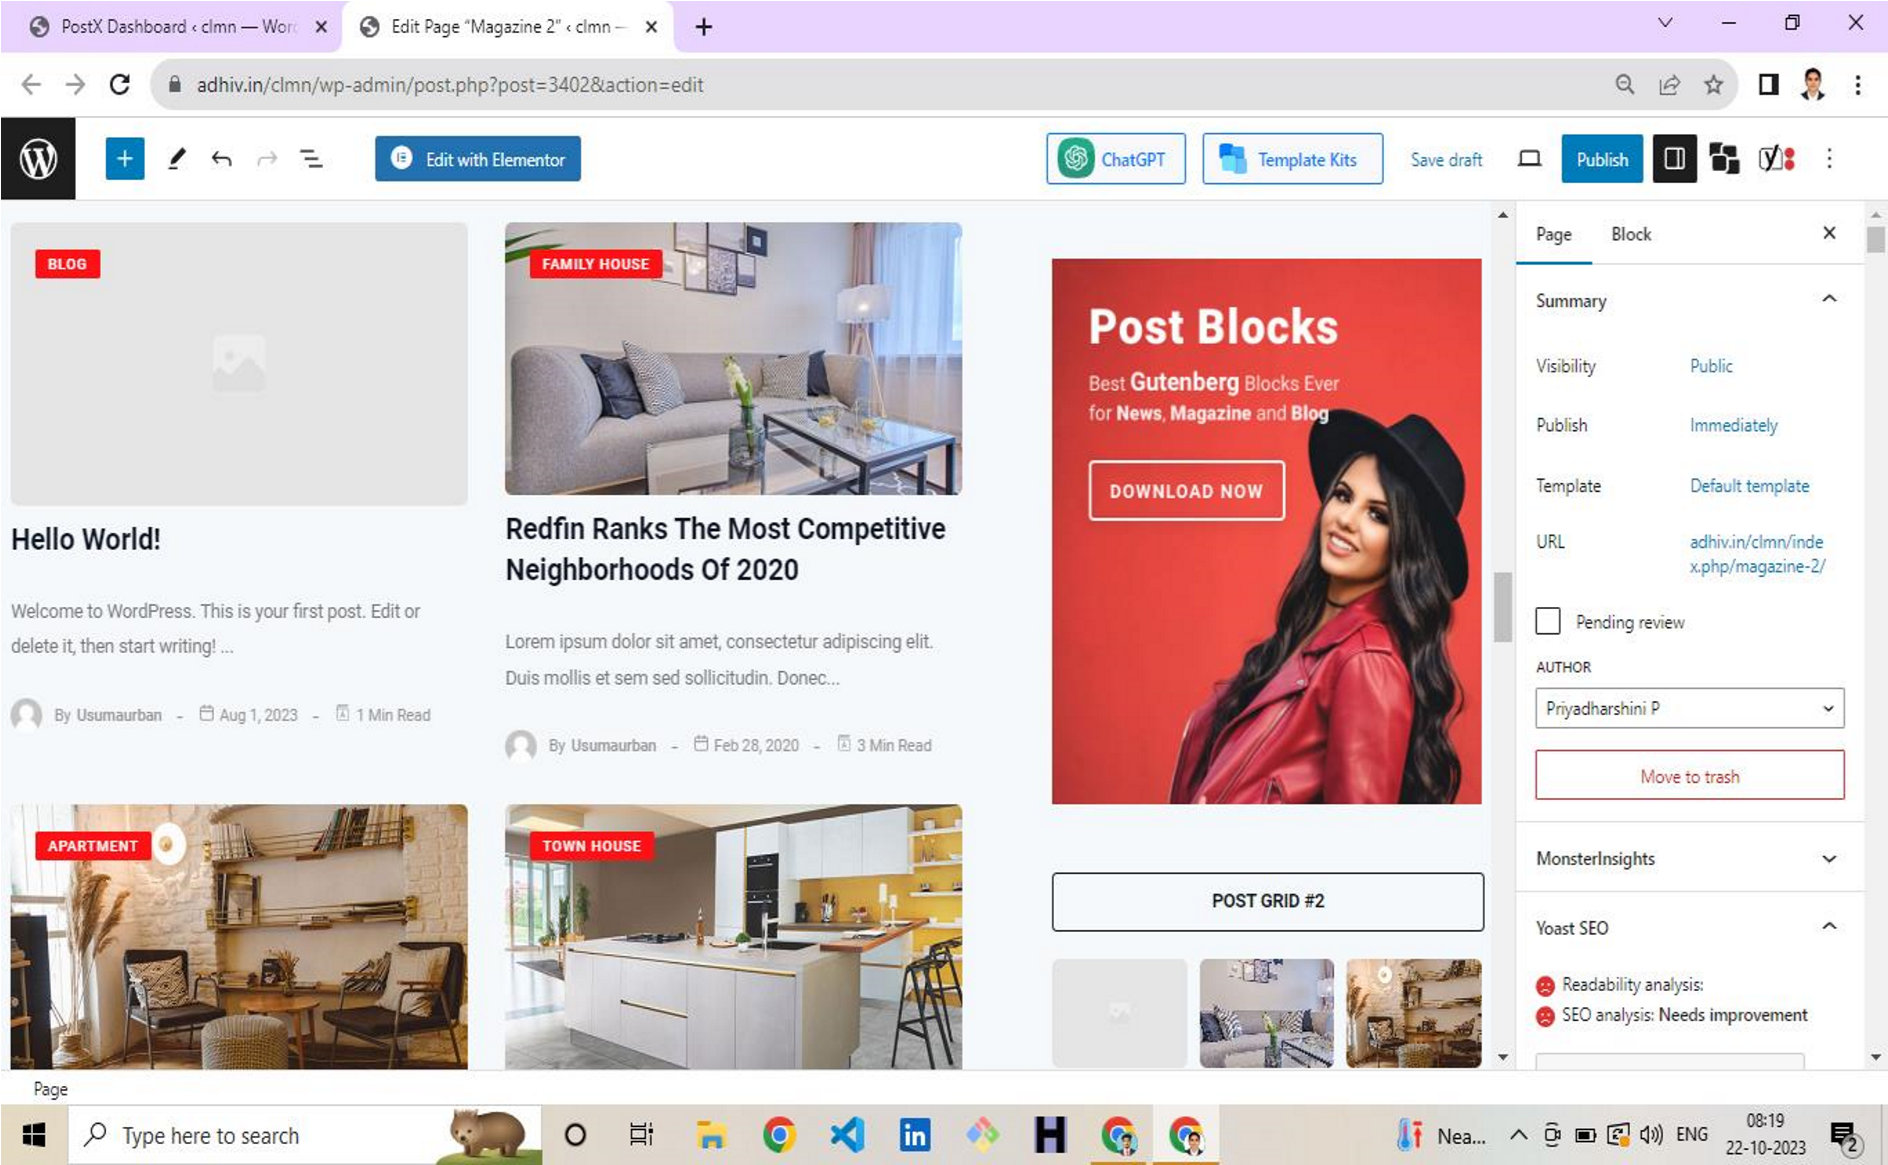 PostX Dashboard ‹ clmn — Wor
Edit Page “Magazine 2” ‹ clmn —
adhiv.in/clmn/wp-admin/post.php?post=3402&action=edit
Edit with Elementor
ChatGPT
Template Kits
Save draft
Publish
BLOG
Hello World!
Welcome to WordPress. This is your first post. Edit or
delete it, then start writing! ...
By Usumaurban - Aug 1, 2023 - 1 Min Read
FAMILY HOUSE
Redfin Ranks The Most Competitive
Neighborhoods Of 2020
Lorem ipsum dolor sit amet, consectetur adipiscing elit.
Duis mollis et sem sed sollicitudin. Donec...
By Usumaurban - Feb 28, 2020 - 3 Min Read
APARTMENT
TOWN HOUSE
Post Blocks
Best Gutenberg Blocks Ever
for News, Magazine and Blog
DOWNLOAD NOW
POST GRID #2
Page Block
Summary
Visibility Public
Publish Immediately
Template Default template
URL adhiv.in/clmn/inde
x.php/magazine-2/
Pending review
AUTHOR
Priyadharshini P
Move to trash
MonsterInsights
Yoast SEO
Readability analysis:
SEO analysis: Needs improvement
Page
Type here to search
in
H
Nea...
ENG
08:19
22-10-2023
2